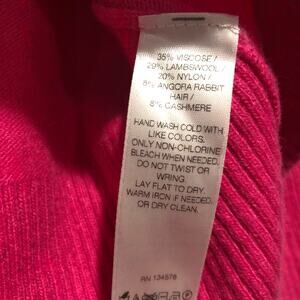 35% VISCOSE /
29% LAMBSWOOL /
20% NYLON /
8% ANGORA RABBIT
HAIR /
8% CASHMERE
HAND WASH COLD WITH
LIKE COLORS.
ONLY NON-CHLORINE
BLEACH WHEN NEEDED.
DO NOT TWIST OR
WRING.
LAY FLAT TO DRY.
WARM IRON IF NEEDED,
OR DRY CLEAN.
RN 134576